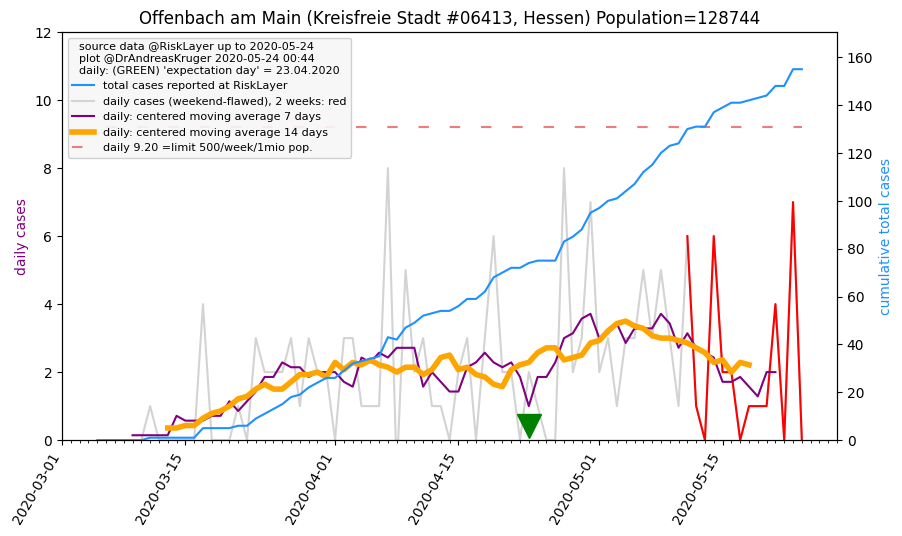 Offenbach am Main (Kreisfreie Stadt #06413, Hessen) Population=128744
source data @RiskLayer up to 2020-05-24
plot @DrAndreasKruger 2020-05-24 00:44
daily: (GREEN) 'expectation day' = 23.04.2020
total cases reported at RiskLayer
daily cases (weekend-flawed), 2 weeks: red
daily: centered moving average 7 days
daily: centered moving average 14 days
daily 9.20 =limit 500/week/1mio pop.
daily cases
12
10
8
6
4
2
0
cumulative total cases
160
140
120
100
80
60
40
20
0
2020-03-01
2020-03-15
2020-04-01
2020-04-15
2020-05-01
2020-05-15